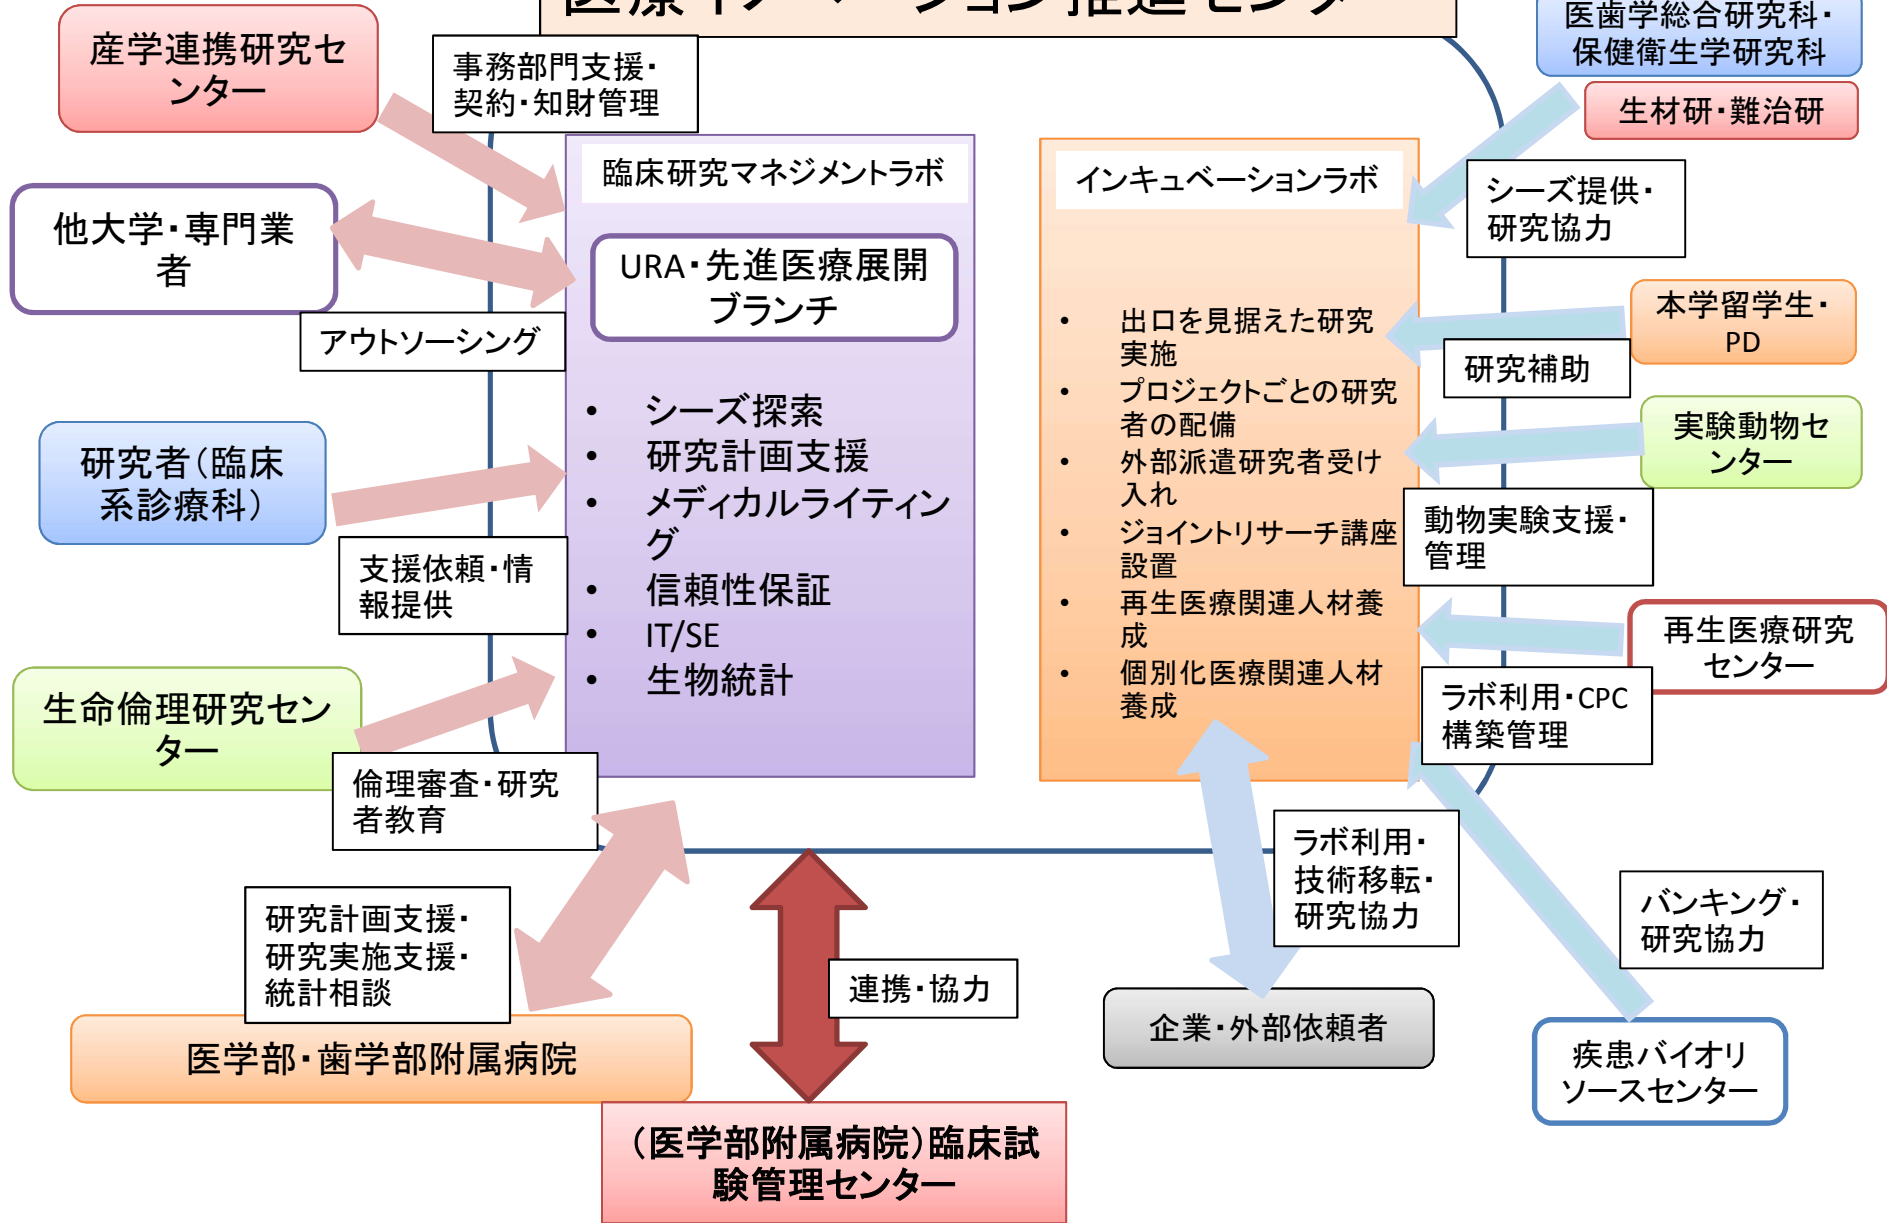 医療イノベーション推進センター
産学連携研究セ
ンター
事務部門支援・
契約・知財管理
医歯学総合研究科・
保健衛生学研究科
生材研・難治研
臨床研究マネジメントラボ
インキュベーションラボ
シーズ提供・
研究協力
他大学・専門業
者
URA・先進医療展開
ブランチ
アウトソーシング
本学留学生・
PD
研究補助
• 出口を見据えた研究
実施
• プロジェクトごとの研究
者の配備
• 外部派遣研究者受け
入れ
• ジョイントリサーチ講座
設置
• 再生医療関連人材養
成
• 個別化医療関連人材
養成
• シーズ探索
• 研究計画支援
• メディカルライティン
グ
• 信頼性保証
• IT/SE
• 生物統計
実験動物セ
ンター
研究者(臨床
系診療科)
動物実験支援・
管理
支援依頼・情
報提供
再生医療研究
センター
生命倫理研究セン
ター
ラボ利用・CPC
構築管理
倫理審査・研究
者教育
ラボ利用・
技術移転・
研究協力
研究計画支援・
研究実施支援・
統計相談
バンキング・
研究協力
連携・協力
企業・外部依頼者
医学部・歯学部附属病院
疾患バイオリ
ソースセンター
(医学部附属病院)臨床試
験管理センター